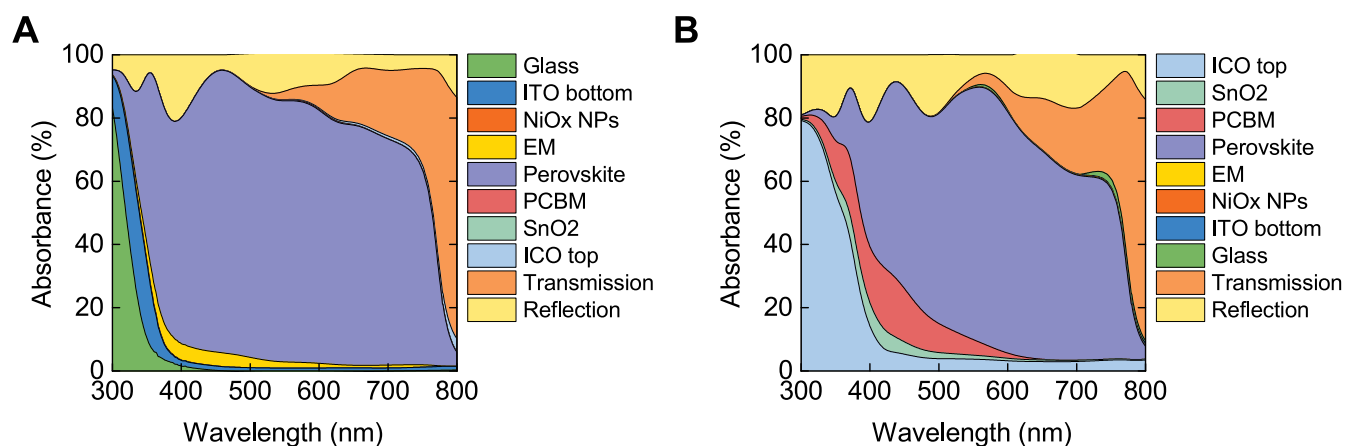 A
Absorbance (%)
100
80
60
40
20
0
300 400 500 600 700 800
Wavelength (nm)
Glass
ITO bottom
NiOx NPs
EM
Perovskite
PCBM
SnO2
ICO top
Transmission
Reflection
B
Absorbance (%)
100
80
60
40
20
0
300 400 500 600 700 800
Wavelength (nm)
ICO top
SnO2
PCBM
Perovskite
EM
NiOx NPs
ITO bottom
Glass
Transmission
Reflection